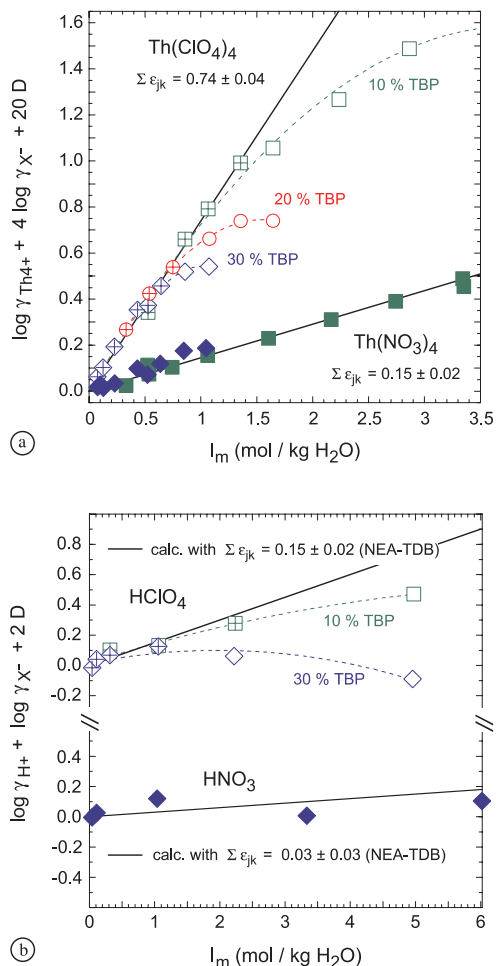 1.6
1.4
1.2
1.0
0.8
0.6
0.4
0.2
0.0
log γTh4+ + 4 log γX- + 20 D
Th(ClO4)4
Σ εjk = 0.74 ± 0.04
10 % TBP
20 % TBP
30 % TBP
Th(NO3)4
Σ εjk = 0.15 ± 0.02
0 0.5 1 1.5 2 2.5 3 3.5
Im (mol / kg H2O)
a
0.8
0.6
0.4
0.2
0.0
-0.2
0.4
0.2
0.0
-0.2
-0.4
log γH+ + log γX- + 2 D
calc. with Σ εjk = 0.15 ± 0.02 (NEA-TDB)
HClO4
10 % TBP
30 % TBP
HNO3
calc. with Σ εjk = 0.03 ± 0.03 (NEA-TDB)
0 1 2 3 4 5 6
Im (mol / kg H2O)
b